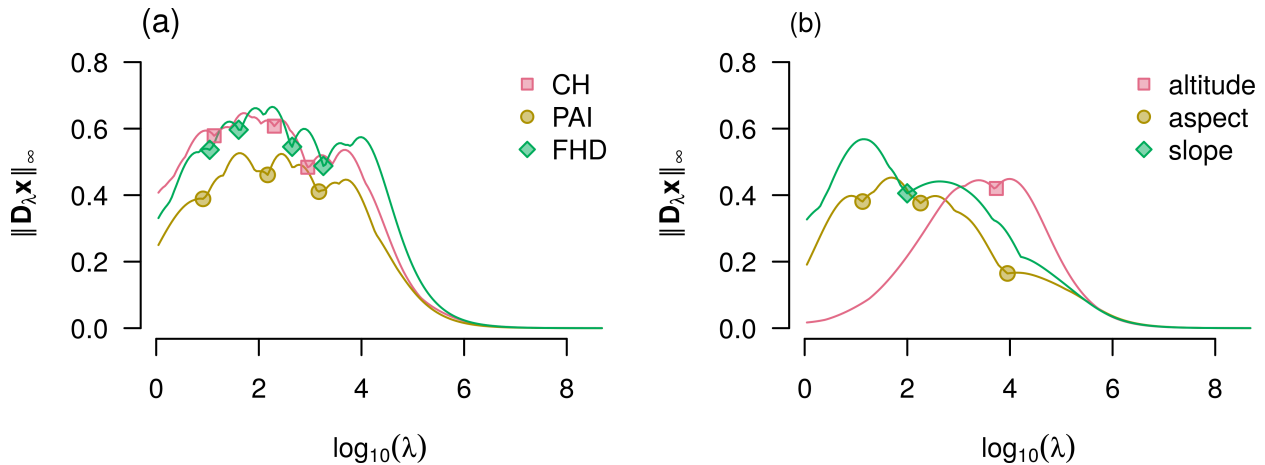 (a)
0.8
0.6
0.4
0.2
0.0
‖D_λx‖_∞
0 2 4 6 8
log₁₀(λ)
CH
PAI
FHD
(b)
0.8
0.6
0.4
0.2
0.0
‖D_λx‖_∞
0 2 4 6 8
log₁₀(λ)
altitude
aspect
slope